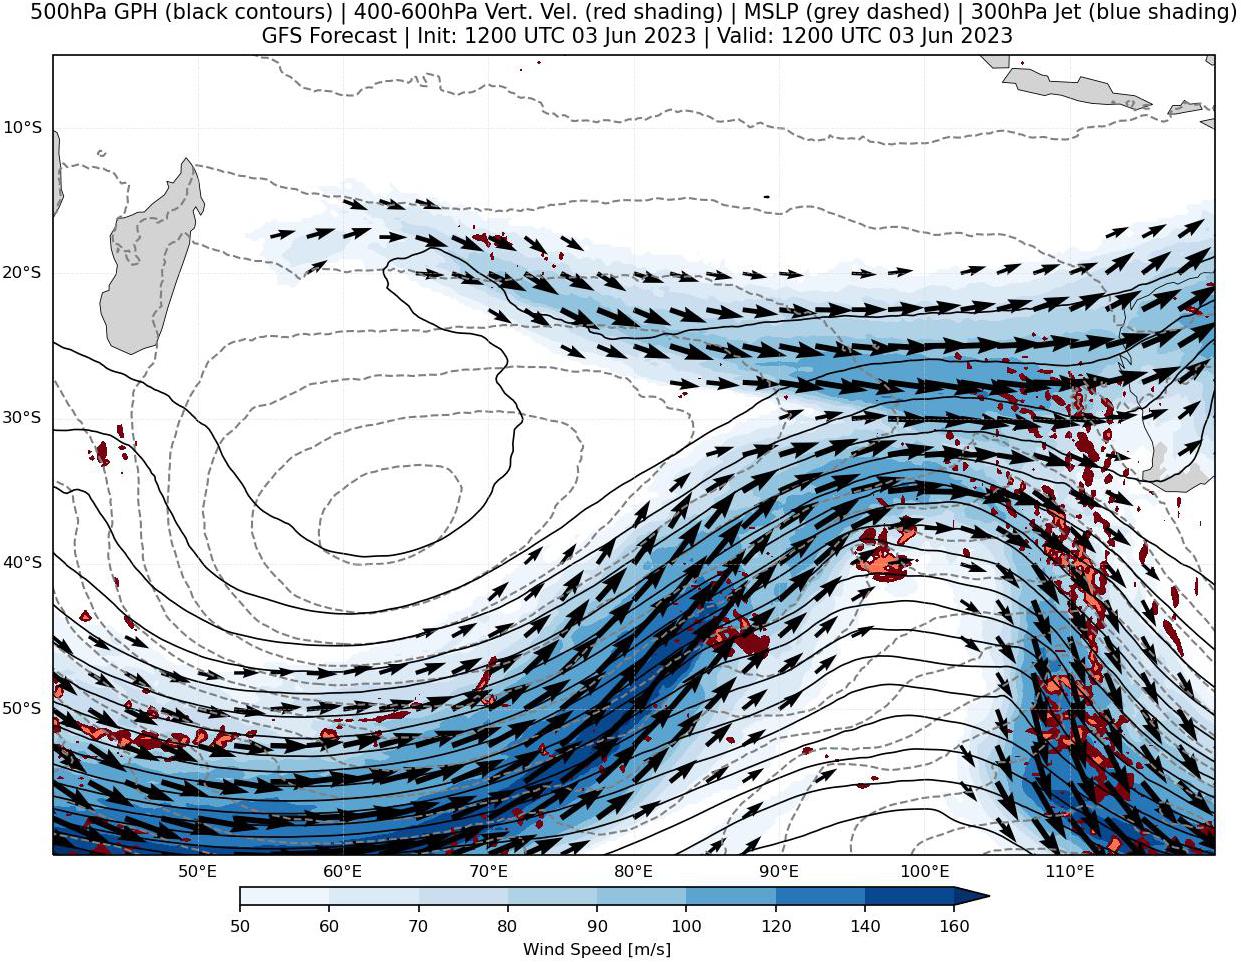 500hPa GPH (black contours) | 400-600hPa Vert. Vel. (red shading) | MSLP (grey dashed) | 300hPa Jet (blue shading)
GFS Forecast | Init: 1200 UTC 03 Jun 2023 | Valid: 1200 UTC 03 Jun 2023
10°S
20°S
30°S
40°S
50°S
50°E 60°E 70°E 80°E 90°E 100°E 110°E
50 60 70 80 90 100 120 140 160
Wind Speed [m/s]